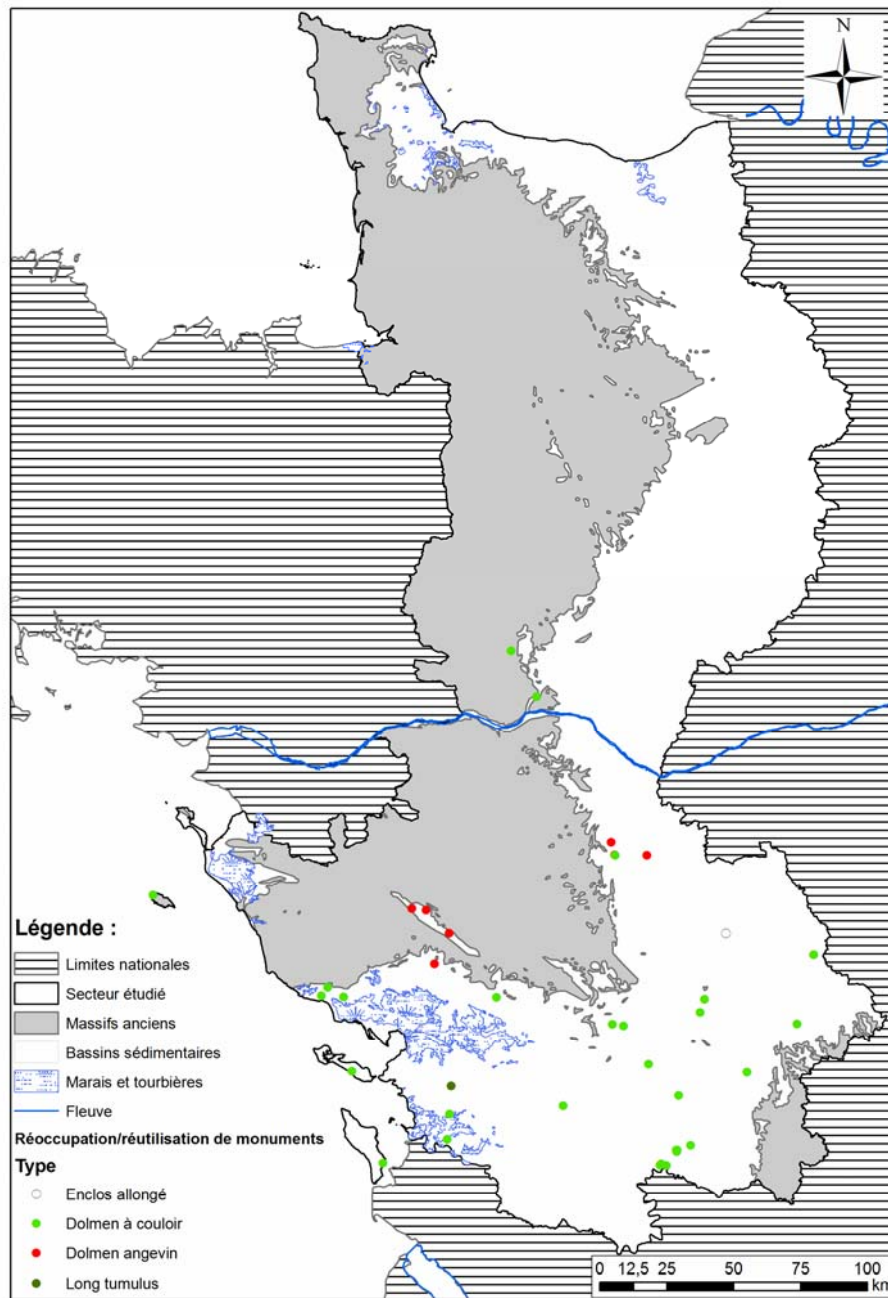 N
Légende :
Limites nationales
Secteur étudié
Massifs anciens
Bassins sédimentaires
Marais et tourbières
Fleuve
Réoccupation/réutilisation de monuments
Type
Enclos allongé
Dolmen à couloir
Dolmen angevin
Long tumulus
0 12,5 25 50 75 100
km